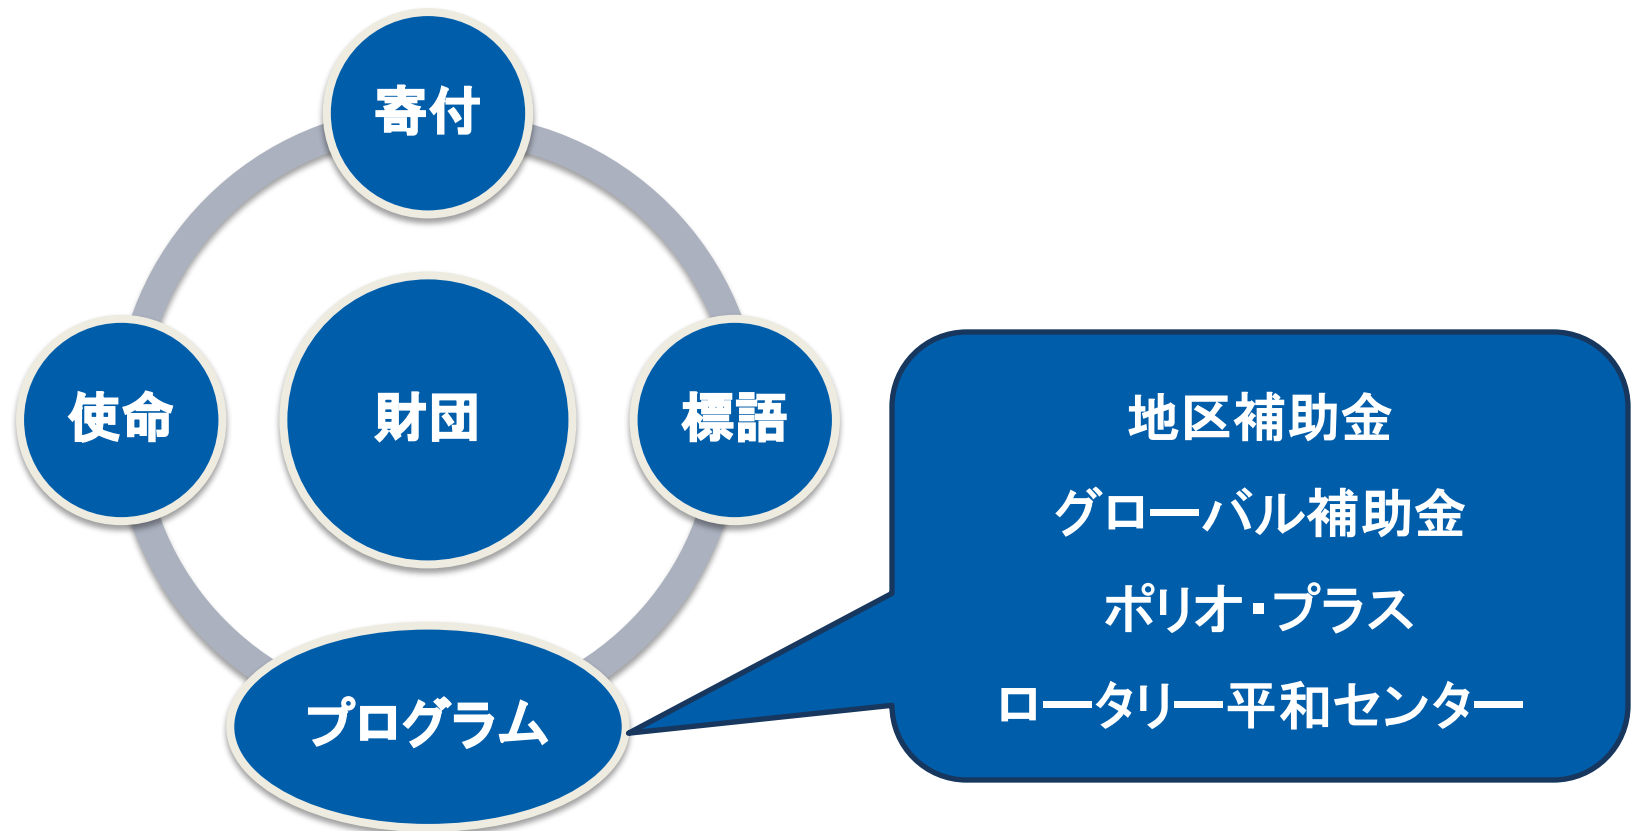 寄付
使命
財団
標語
プログラム
地区補助金
グローバル補助金
ポリオ・プラス
ロータリー平和センター